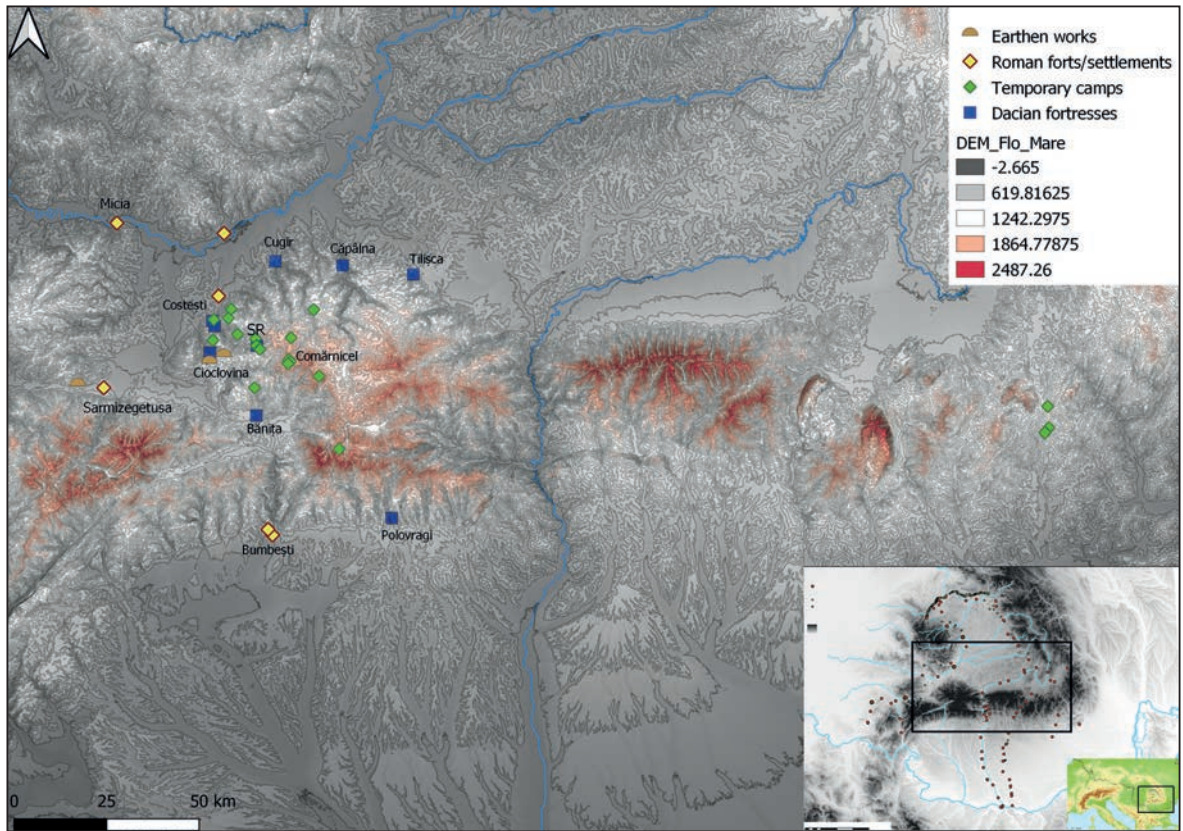 Earthen works
Roman forts/settlements
Temporary camps
Dacian fortresses
DEM_Flo_Mare
-2.665
619.81625
1242.2975
1864.77875
2487.26
Micia
Cugir
Căpâlna
Tilișca
Costești
SR
Comărnicel
Cioclovina
Sarmizegetusa
Bănița
Polovragi
Bumbești
0 25 50 km